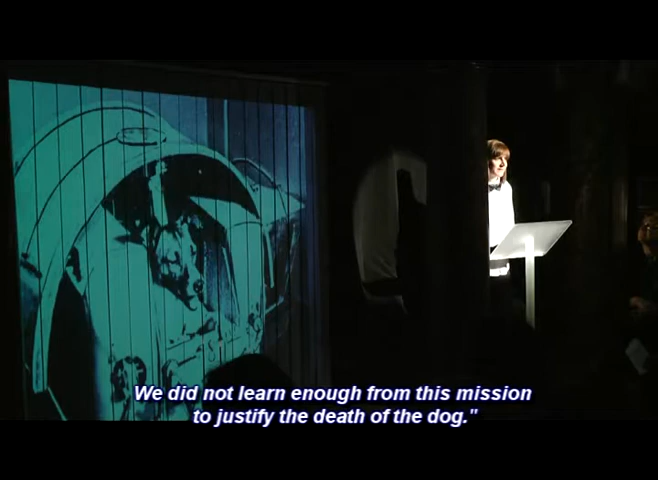 We did not learn enough from this mission
to justify the death of the dog."